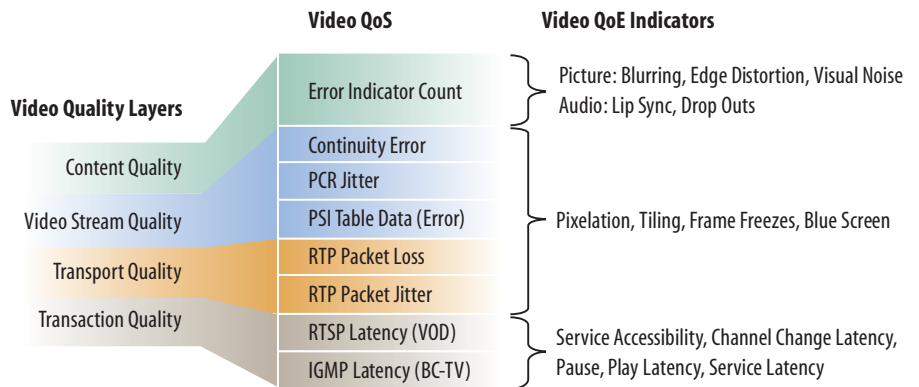 Video QoS
Video QoE Indicators
Video Quality Layers
Content Quality
Video Stream Quality
Transport Quality
Transaction Quality
Error Indicator Count
Continuity Error
PCR Jitter
PSI Table Data (Error)
RTP Packet Loss
RTP Packet Jitter
RTSP Latency (VOD)
IGMP Latency (BC-TV)
Picture: Blurring, Edge Distortion, Visual Noise
Audio: Lip Sync, Drop Outs
Pixelation, Tiling, Frame Freezes, Blue Screen
Service Accessibility, Channel Change Latency,
Pause, Play Latency, Service Latency